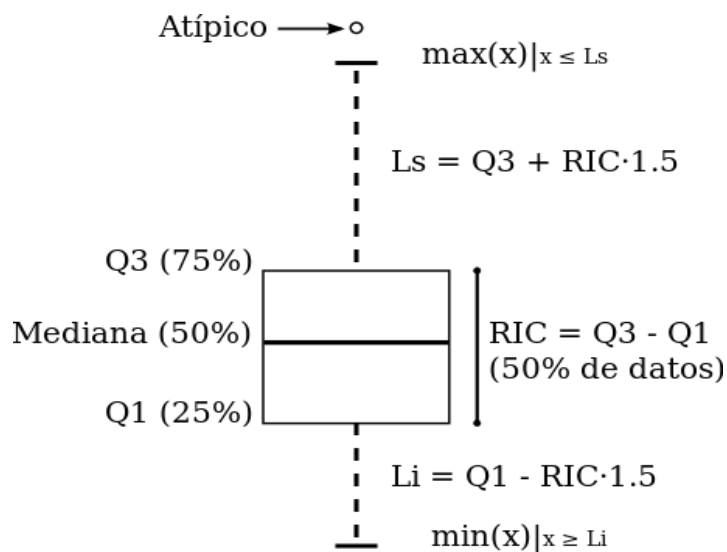 Atípico
max(x)|x ≤ Ls
Ls = Q3 + RIC·1.5
Q3 (75%)
Mediana (50%)
RIC = Q3 - Q1
(50% de datos)
Q1 (25%)
Li = Q1 - RIC·1.5
min(x)|x ≥ Li